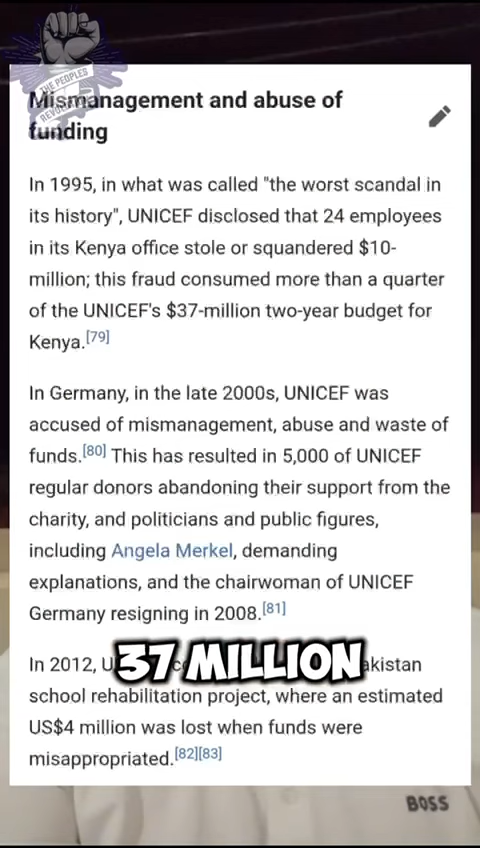 THE PEOPLES
REVOLUTION
Mismanagement and abuse of
funding
In 1995, in what was called "the worst scandal in
its history", UNICEF disclosed that 24 employees
in its Kenya office stole or squandered $10-
million; this fraud consumed more than a quarter
of the UNICEF's $37-million two-year budget for
Kenya.[79]
In Germany, in the late 2000s, UNICEF was
accused of mismanagement, abuse and waste of
funds.[80] This has resulted in 5,000 of UNICEF
regular donors abandoning their support from the
charity, and politicians and public figures,
including Angela Merkel, demanding
explanations, and the chairwoman of UNICEF
Germany resigning in 2008.[81]
37 MILLION
In 2012,
school rehabilitation project, where an estimated
US$4 million was lost when funds were
misappropriated.[82][83]
BOSS